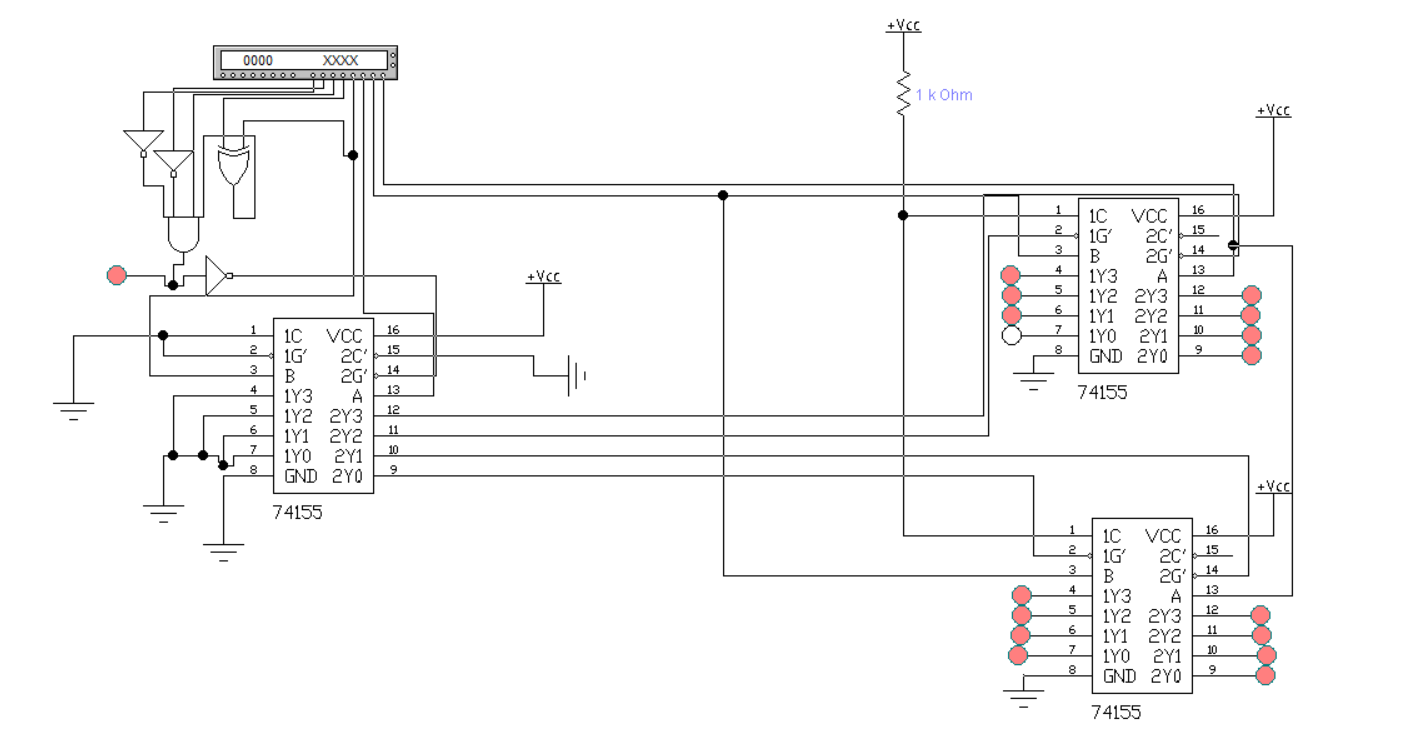 +Vcc
0000 XXXX
1 k Ohm
+Vcc
1 1C VCC 16
2 1G' 2C' 15
3 B 2G' 14
4 1Y3 A 13
5 1Y2 2Y3 12
6 1Y1 2Y2 11
7 1Y0 2Y1 10
8 GND 2Y0 9
74155
+Vcc
1 1C VCC 16
2 1G' 2C' 15
3 B 2G' 14
4 1Y3 A 13
5 1Y2 2Y3 12
6 1Y1 2Y2 11
7 1Y0 2Y1 10
8 GND 2Y0 9
74155
+Vcc
1 1C VCC 16
2 1G' 2C' 15
3 B 2G' 14
4 1Y3 A 13
5 1Y2 2Y3 12
6 1Y1 2Y2 11
7 1Y0 2Y1 10
8 GND 2Y0 9
74155